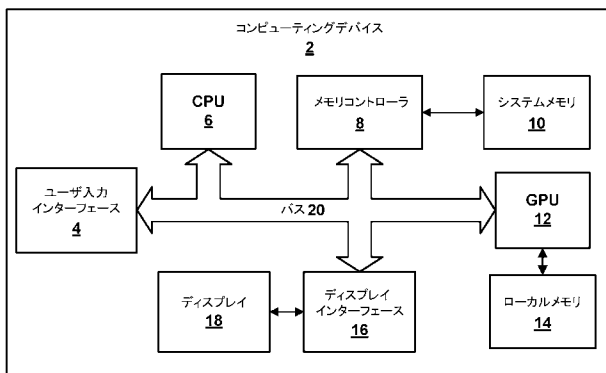 コンピューティングデバイス
2
CPU
6
メモリコントローラ
8
システムメモリ
10
ユーザ入力
インターフェース
4
バス 20
GPU
12
ディスプレイ
18
ディスプレイ
インターフェース
16
ローカルメモリ
14